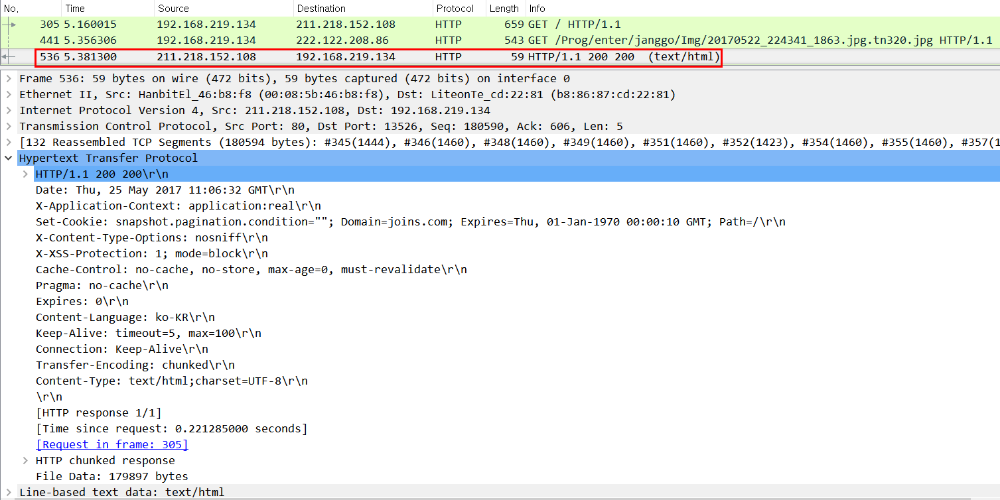 No. Time Source Destination Protocol Length Info
305 5.160015 192.168.219.134 211.218.152.108 HTTP 659 GET / HTTP/1.1
441 5.356306 192.168.219.134 222.122.208.86 HTTP 543 GET /Prog/enter/janggo/Img/20170522_224341_1863.jpg.tn320.jpg HTTP/1.1
536 5.381300 211.218.152.108 192.168.219.134 HTTP 59 HTTP/1.1 200 200 (text/html)
Frame 536: 59 bytes on wire (472 bits), 59 bytes captured (472 bits) on interface 0
Ethernet II, Src: HanbitEl_46:b8:f8 (00:08:5b:46:b8:f8), Dst: LiteonTe_cd:22:81 (b8:86:87:cd:22:81)
Internet Protocol Version 4, Src: 211.218.152.108, Dst: 192.168.219.134
Transmission Control Protocol, Src Port: 80, Dst Port: 13526, Seq: 180590, Ack: 606, Len: 5
[132 Reassembled TCP Segments (180594 bytes): #345(1444), #346(1460), #348(1460), #349(1460), #351(1460), #352(1423), #354(1460), #355(1460), #357(1
Hypertext Transfer Protocol
HTTP/1.1 200 200\r\n
Date: Thu, 25 May 2017 11:06:32 GMT\r\n
X-Application-Context: application:real\r\n
Set-Cookie: snapshot.pagination.condition=""; Domain=joins.com; Expires=Thu, 01-Jan-1970 00:00:10 GMT; Path=/\r\n
X-Content-Type-Options: nosniff\r\n
X-XSS-Protection: 1; mode=block\r\n
Cache-Control: no-cache, no-store, max-age=0, must-revalidate\r\n
Pragma: no-cache\r\n
Expires: 0\r\n
Content-Language: ko-KR\r\n
Keep-Alive: timeout=5, max=100\r\n
Connection: Keep-Alive\r\n
Transfer-Encoding: chunked\r\n
Content-Type: text/html;charset=UTF-8\r\n
\r\n
[HTTP response 1/1]
[Time since request: 0.221285000 seconds]
[Request in frame: 305]
HTTP chunked response
File Data: 179897 bytes
Line-based text data: text/html